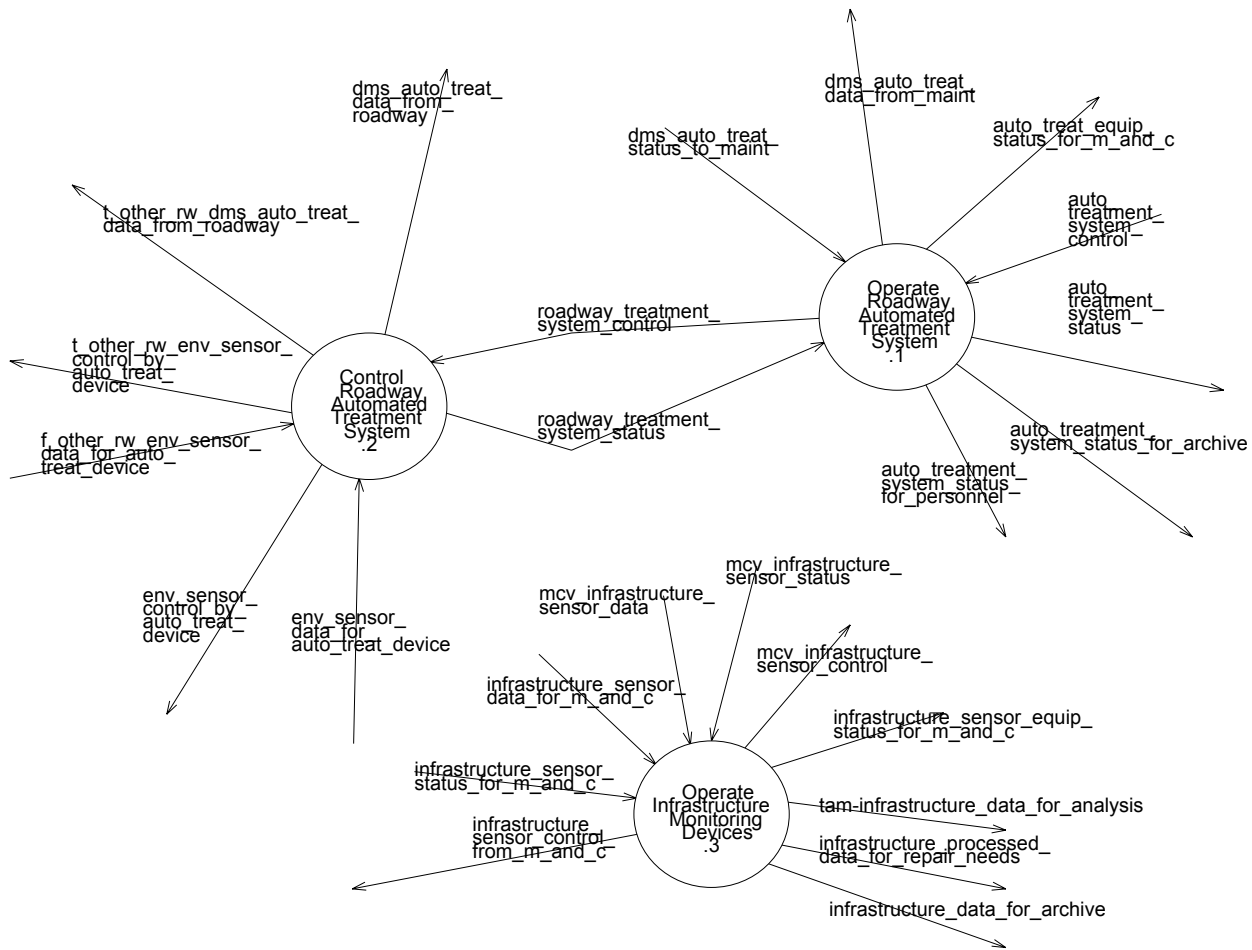 dms_auto_treat_
data_from_maint
dms_auto_treat_
data_from_
roadway
auto_treat_equip_
status_for_m_and_c
dms_auto_treat_
status_to_maint
t_other_rw_dms_auto_treat_
data_from_roadway
auto_
treatment_
system_
control
Operate
Roadway
Automated
Treatment
System
.1
auto_
treatment_
system_
status
roadway_treatment_
system_control
t_other_rw_env_sensor_
control_by_
auto_treat_
device
Control
Roadway
Automated
Treatment
System
.2
roadway_treatment_
system_status
f_other_rw_env_sensor_
data_for_auto_
treat_device
auto_treatment_
system_status_for_archive
auto_treatment_
system_status_
for_personnel
env_sensor_
control_by_
auto_treat_
device
env_sensor_
data_for_
auto_treat_device
mcv_infrastructure_
sensor_status
mcv_infrastructure_
sensor_data
mcv_infrastructure_
sensor_control
infrastructure_sensor_
data_for_m_and_c
infrastructure_sensor_equip_
status_for_m_and_c
infrastructure_sensor_
status_for_m_and_c
Operate
Infrastructure
Monitoring
Devices
.3
tam-infrastructure_data_for_analysis
infrastructure_
sensor_control_
from_m_and_c
infrastructure_processed_
data_for_repair_needs
infrastructure_data_for_archive